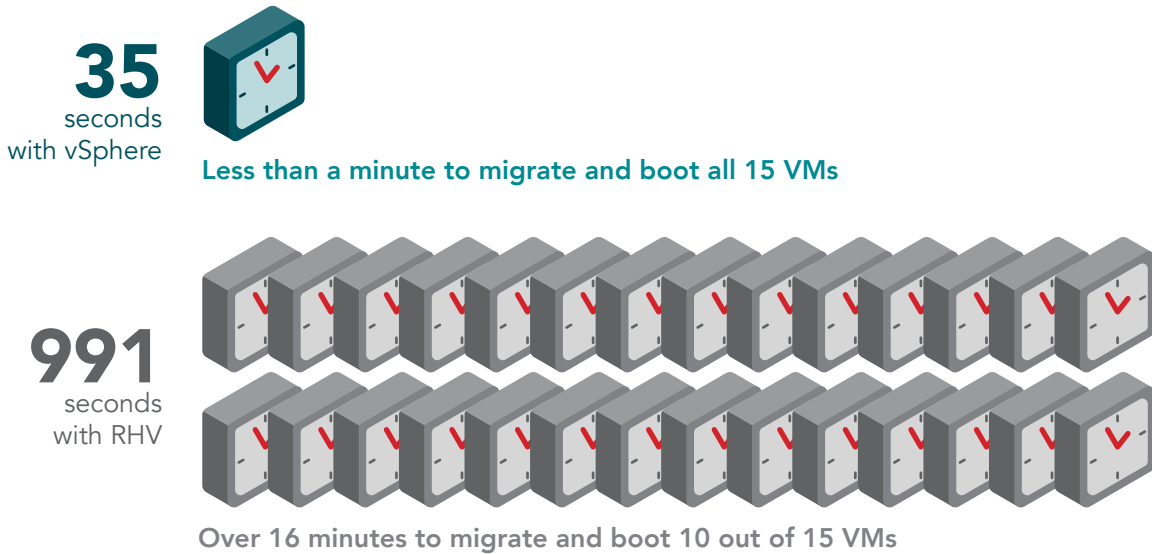 35
seconds
with vSphere
Less than a minute to migrate and boot all 15 VMs
991
seconds
with RHV
Over 16 minutes to migrate and boot 10 out of 15 VMs